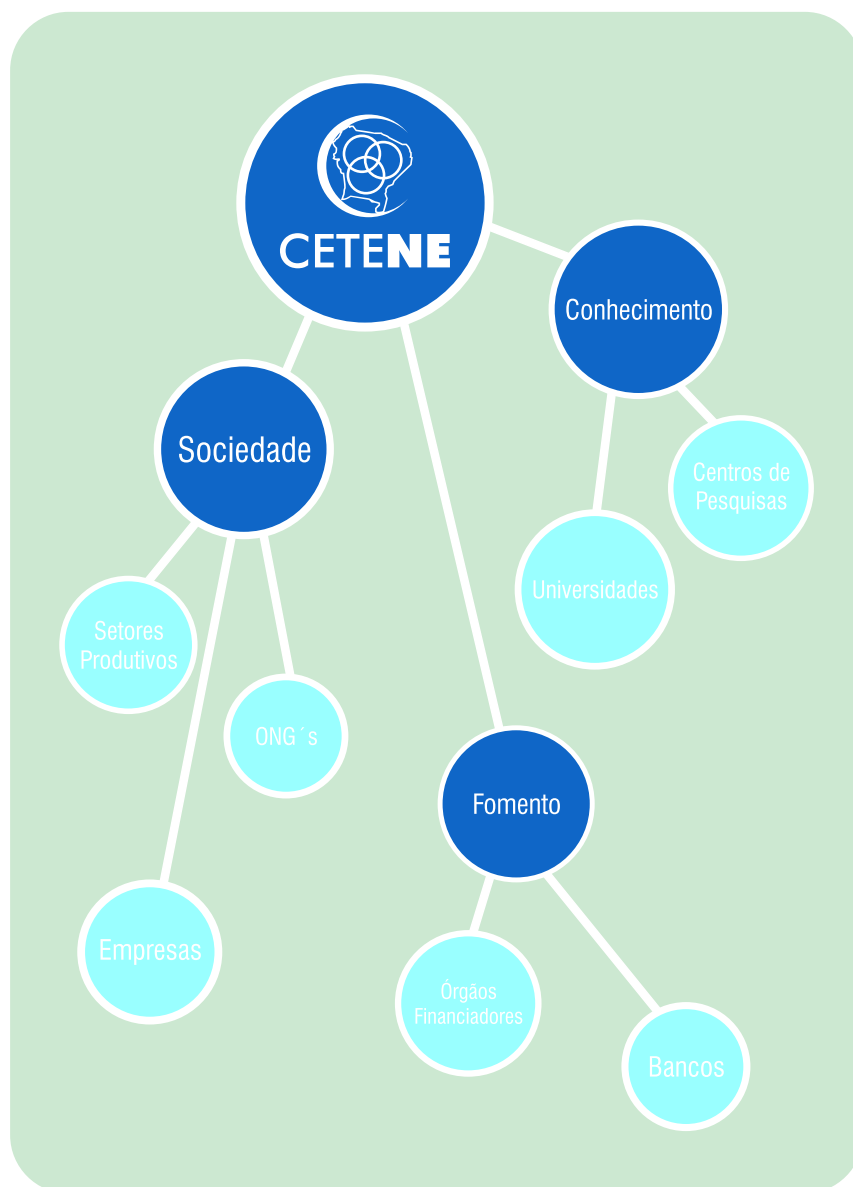 CETENE
Conhecimento
Sociedade
Centros de
Pesquisas
Universidades
Setores
Produtivos
ONG´s
Fomento
Empresas
Órgãos
Financiadores
Bancos